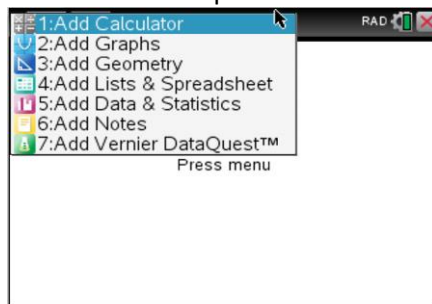 1:Add Calculator
RAD
2:Add Graphs
3:Add Geometry
4:Add Lists & Spreadsheet
5:Add Data & Statistics
6:Add Notes
7:Add Vernier DataQuest™
Press menu